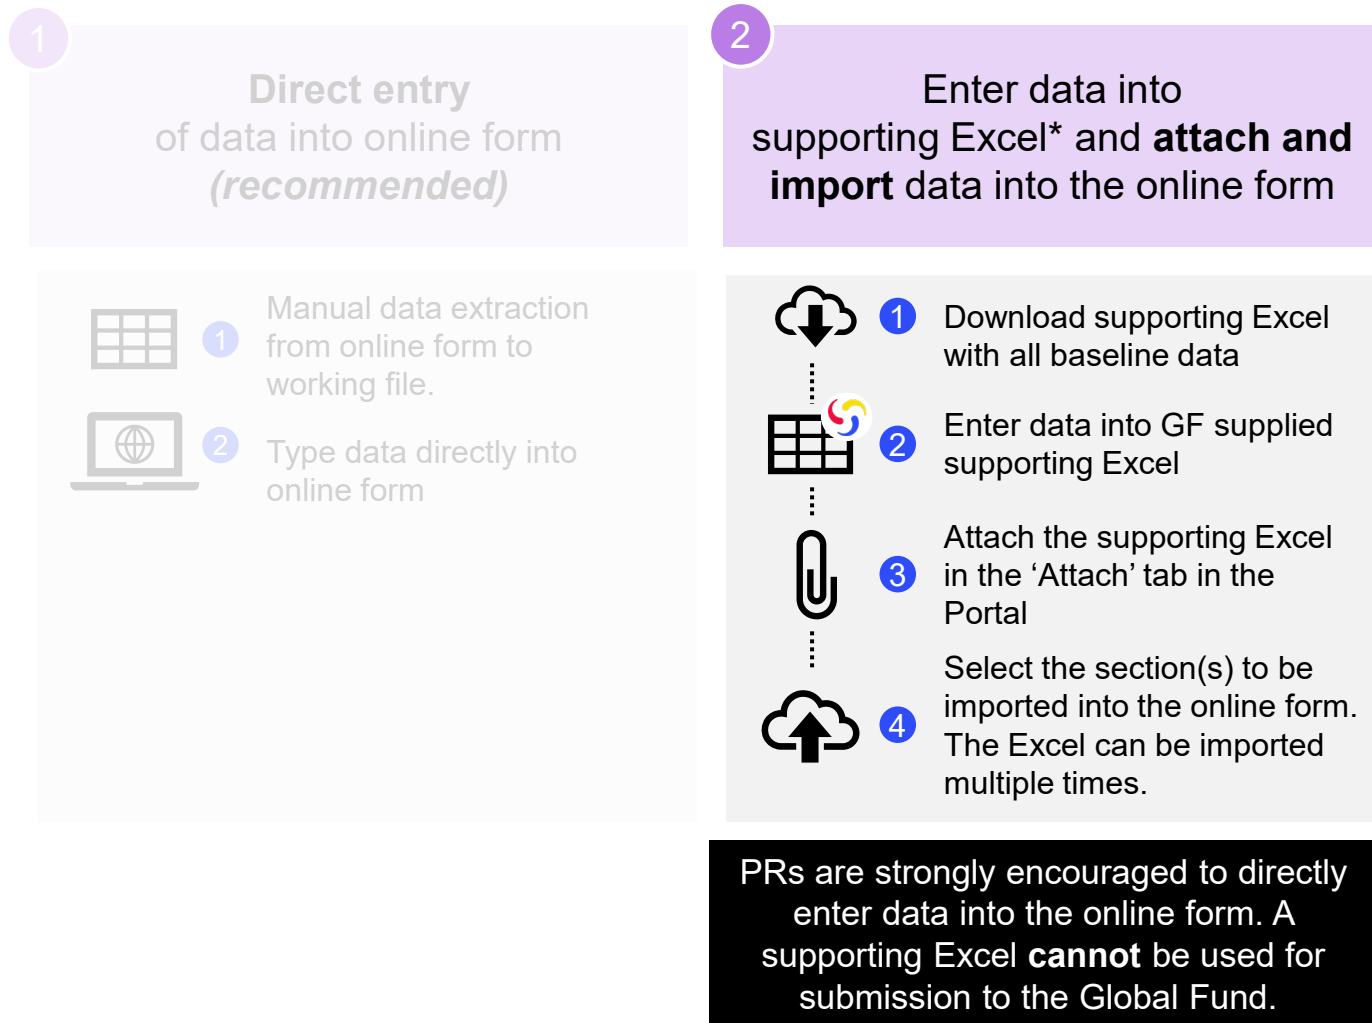 1
Direct entry
of data into online form
(recommended)
1
Manual data extraction
from online form to
working file.
2
Type data directly into
online form
2
Enter data into
supporting Excel* and attach and
import data into the online form
1
Download supporting Excel
with all baseline data
2
Enter data into GF supplied
supporting Excel
3
Attach the supporting Excel
in the ‘Attach’ tab in the
Portal
4
Select the section(s) to be
imported into the online form.
The Excel can be imported
multiple times.
PRs are strongly encouraged to directly
enter data into the online form. A
supporting Excel cannot be used for
submission to the Global Fund.